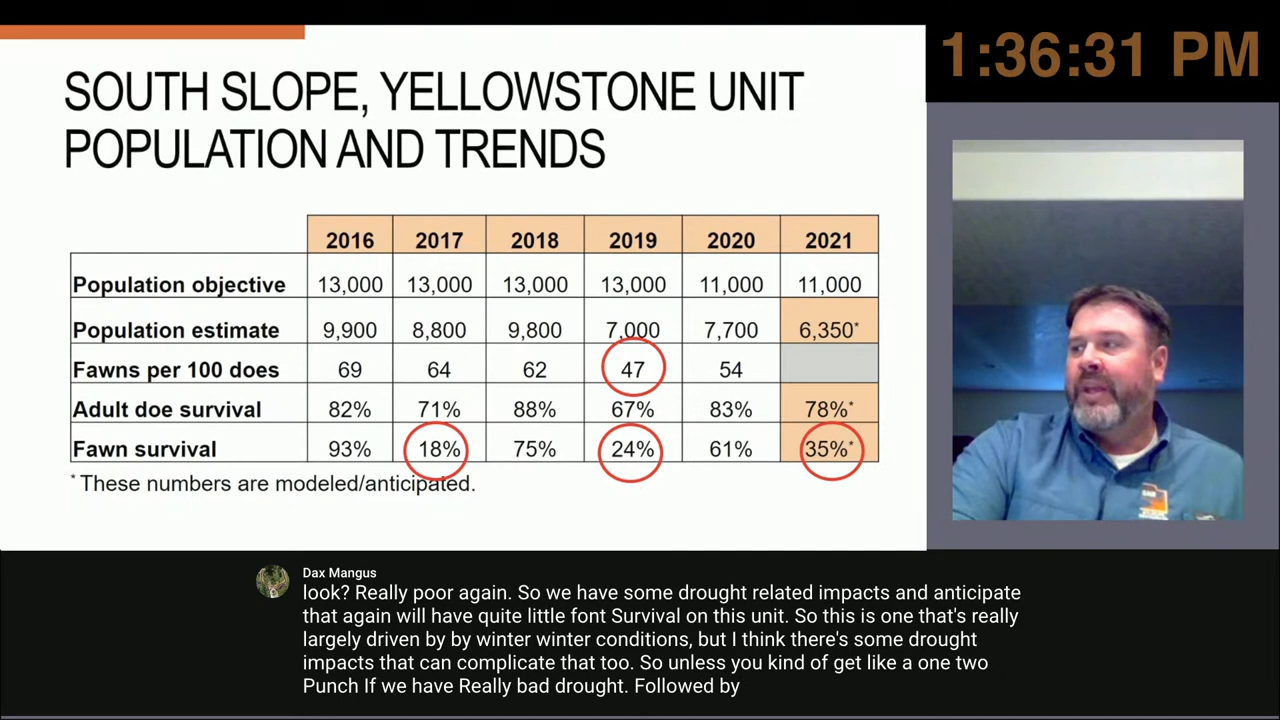 1:36:31 PM
SOUTH SLOPE, YELLOWSTONE UNIT
POPULATION AND TRENDS
2016 2017 2018 2019 2020 2021
Population objective 13,000 13,000 13,000 13,000 11,000 11,000
Population estimate 9,900 8,800 9,800 7,000 7,700 6,350*
Fawns per 100 does 69 64 62 47 54
Adult doe survival 82% 71% 88% 67% 83% 78%*
Fawn survival 93% 18% 75% 24% 61% 35%*
* These numbers are modeled/anticipated.
Dax Mangus
look? Really poor again. So we have some drought related impacts and anticipate
that again will have quite little font Survival on this unit. So this is one that's really
largely driven by by winter winter conditions, but I think there's some drought
impacts that can complicate that too. So unless you kind of get like a one two
Punch If we have Really bad drought. Followed by